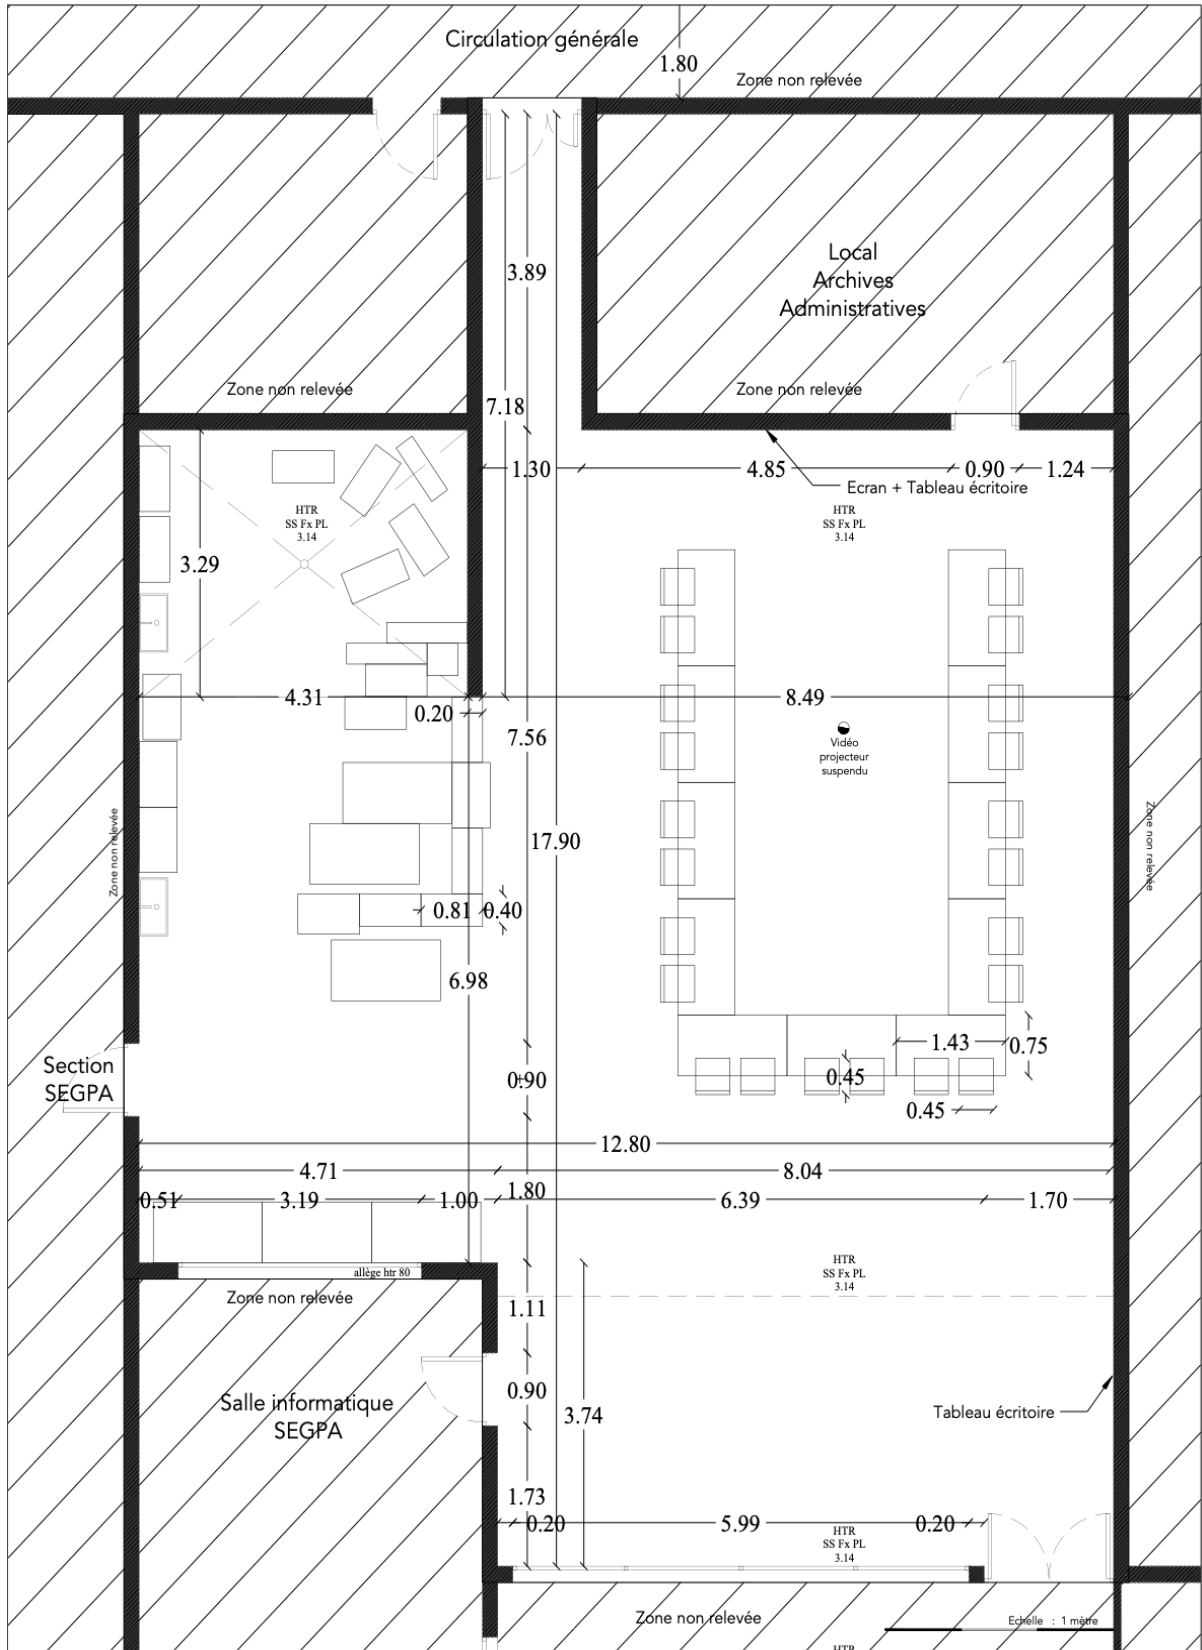 Circulation générale
1.80
Zone non relevée
3.89
Local
Archives
Administratives
Zone non relevée
Zone non relevée
7.18
1.30
4.85
0.90
1.24
Ecran + Tableau écritoire
HTR
SS Fx PL
3.14
HTR
SS Fx PL
3.14
3.29
4.31
8.49
0.20
7.56
Vidéo
projecteur
suspendu
Zone non relevée
Zone non relevée
17.90
0.81
0.40
6.98
1.43
0.75
Section
SEGPA
0.90
0.45
0.45
12.80
4.71
8.04
0.51
3.19
1.00
1.80
6.39
1.70
allège htr 80
HTR
SS Fx PL
3.14
Zone non relevée
1.11
Salle informatique
SEGPA
0.90
3.74
Tableau écritoire
1.73
0.20
5.99
0.20
HTR
SS Fx PL
3.14
Zone non relevée
Echelle : 1 mètre
HTR